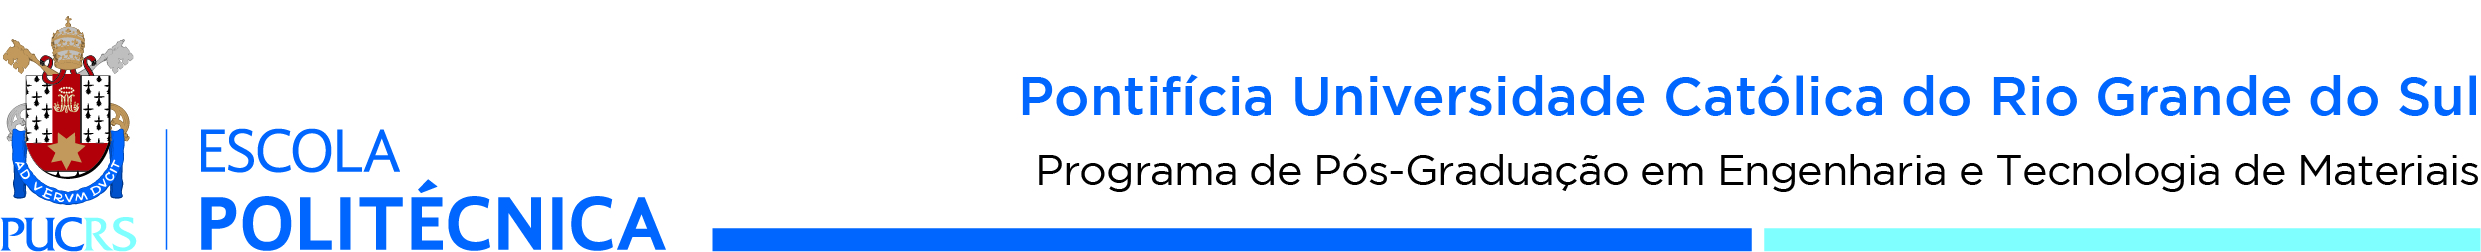 AD VERVM DVCIT
PUCRS
ESCOLA
POLITÉCNICA
Pontifícia Universidade Católica do Rio Grande do Sul
Programa de Pós-Graduação em Engenharia e Tecnologia de Materiais